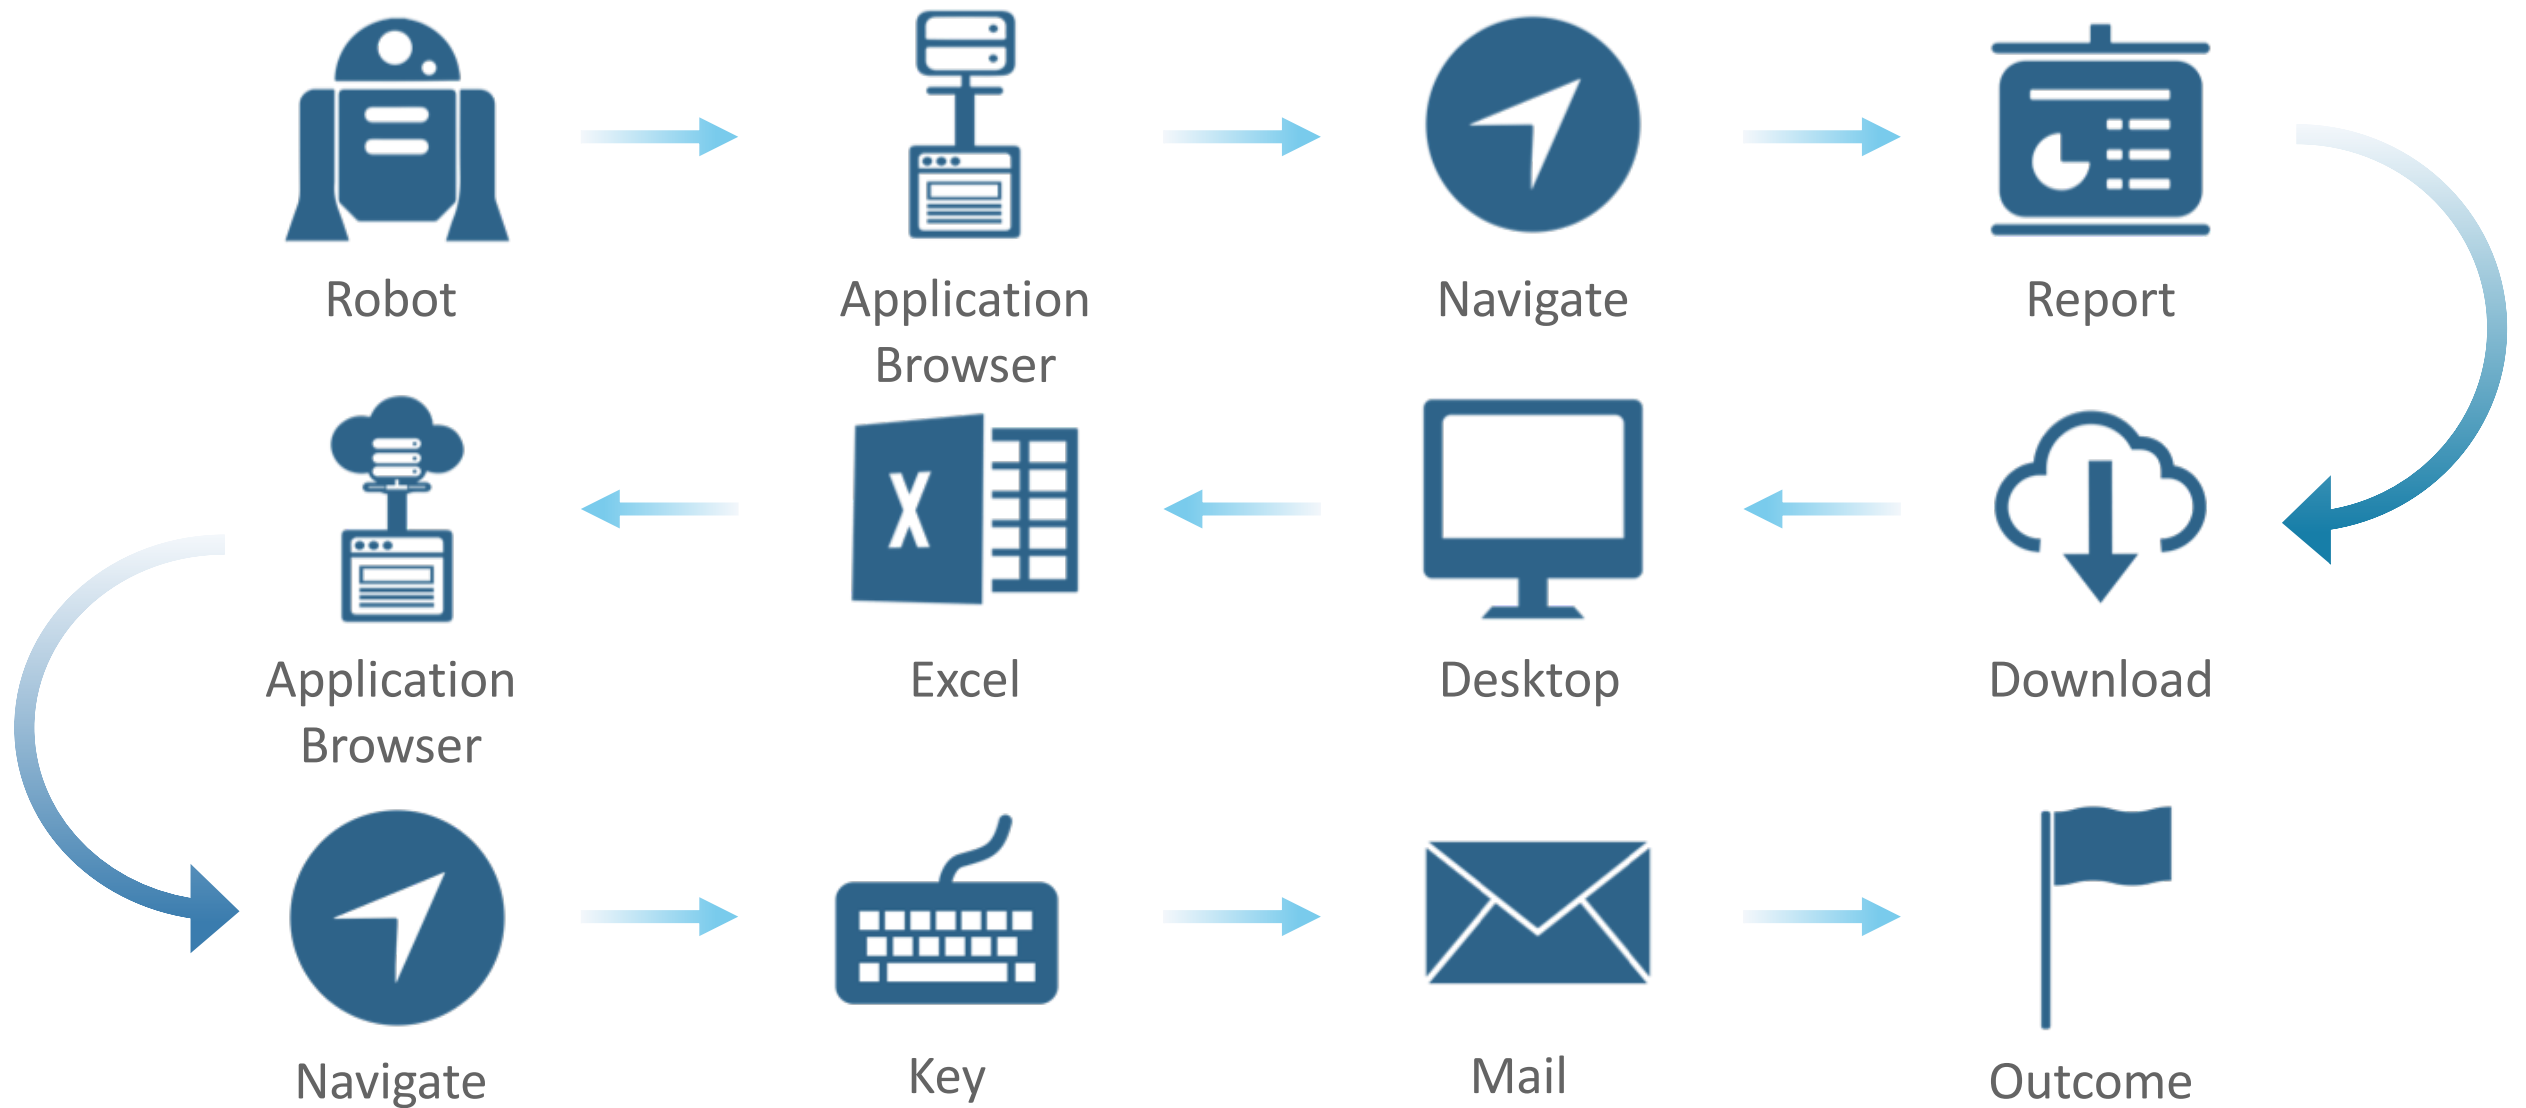 Robot
Application
Browser
Navigate
Report
Application
Browser
Excel
Desktop
Download
Navigate
Key
Mail
Outcome